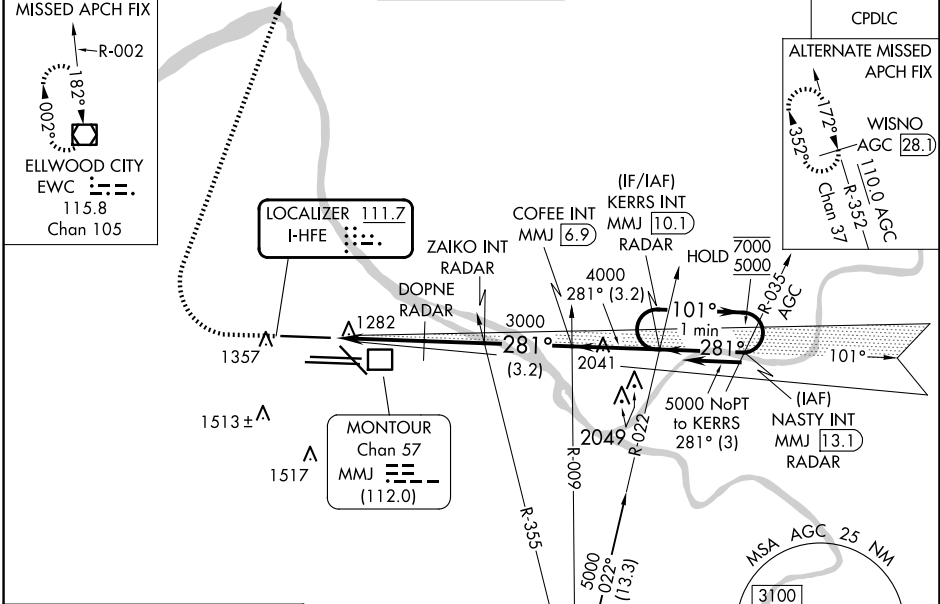 MISSED APCH FIX
R-002
182°
002°
ELLWOOD CITY
EWC
115.8
Chan 105
CPDLC
ALTERNATE MISSED
APCH FIX
172°
352°
WISNO
AGC 28.1
110.0 AGC
R-352
Chan 37
LOCALIZER 111.7
I-HFE
ZAIKO INT
RADAR
DOPNE
RADAR
COFEE INT
MMJ 6.9
(IF/IAF)
KERRS INT
MMJ 10.1
RADAR
HOLD 7000
5000
R-035
AGC
4000
281° (3.2)
3000
281°
(3.2)
101°
1 min
281°
101°
1282
1357
2041
1513±
1517
2049
5000 NoPT
to KERRS
281° (3)
(IAF)
NASTY INT
MMJ 13.1
RADAR
MONTOUR
Chan 57
MMJ
(112.0)
R-355
R-009
R-022
5000
022°
(13.3)
MSA AGC 25 NM
3100